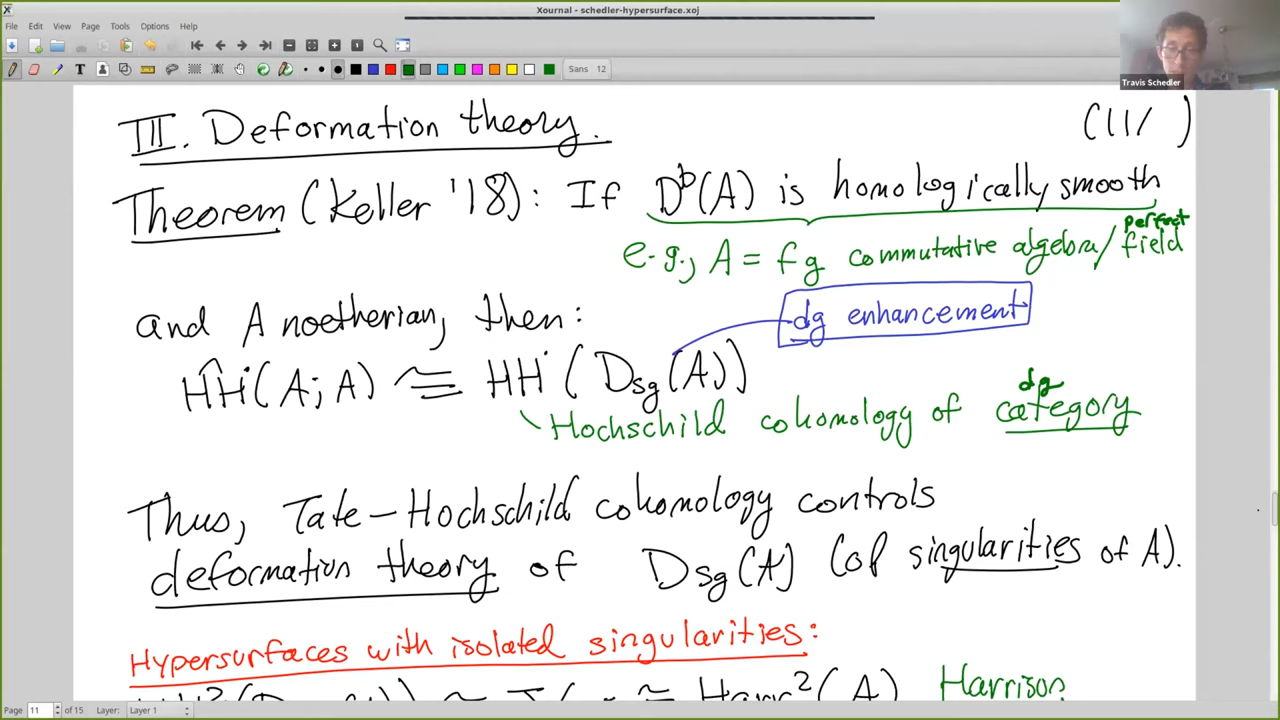 Xournal - schedler-hypersurface.xoj
File Edit View Page Tools Options Help
Sans 12
Travis Schedler
III. Deformation theory. (11/ )
Theorem (Keller '18): If D^b(A) is homologically smooth
e.g., A = fg commutative algebra/perfect field
dg enhancement
and A noetherian, then:
ĤH^•(A; A) ≅ HH^•(D_sg(A))
Hochschild cohomology of dg category
Thus, Tate-Hochschild cohomology controls
deformation theory of D_sg(A) (of singularities of A).
Hypersurfaces with isolated singularities:
Harrison
Page 11 of 15 Layer: Layer 1